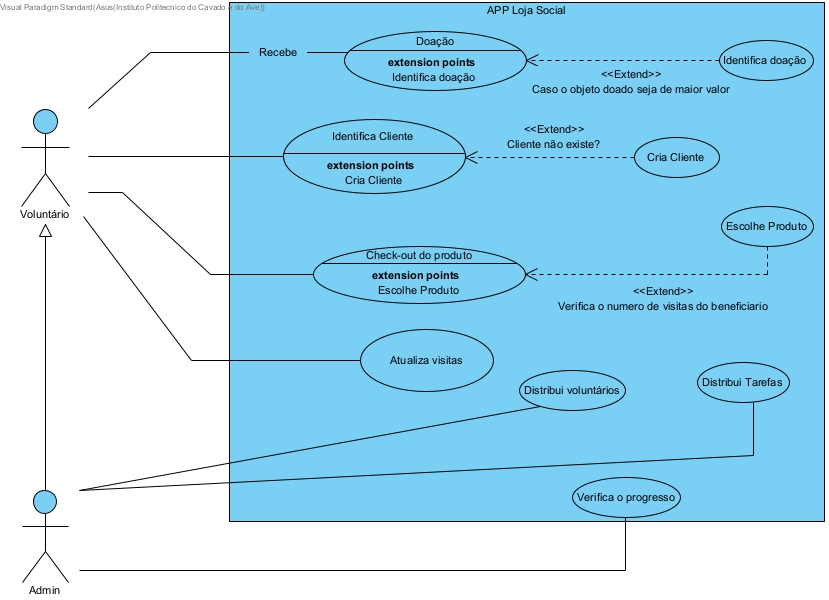 Visual Paradigm Standard(Asus(Instituto Politecnico do Cavado e do Ave))
APP Loja Social
Recebe
Doação
extension points
Identifica doação
<<Extend>>
Caso o objeto doado seja de maior valor
Identifica doação
Identifica Cliente
extension points
Cria Cliente
<<Extend>>
Cliente não existe?
Cria Cliente
Voluntário
Escolhe Produto
Check-out do produto
extension points
Escolhe Produto
<<Extend>>
Verifica o numero de visitas do beneficiario
Atualiza visitas
Distribui voluntários
Distribui Tarefas
Verifica o progresso
Admin